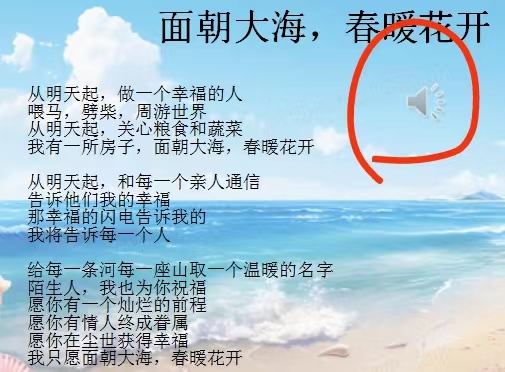 面朝大海，春暖花开
从明天起，做一个幸福的人
喂马，劈柴，周游世界
从明天起，关心粮食和蔬菜
我有一所房子，面朝大海，春暖花开
从明天起，和每一个亲人通信
告诉他们我的幸福
那幸福的闪电告诉我的
我将告诉每一个人
给每一条河每一座山取一个温暖的名字
陌生人，我也为你祝福
愿你有一个灿烂的前程
愿你有情人终成眷属
愿你在尘世获得幸福
我只愿面朝大海，春暖花开